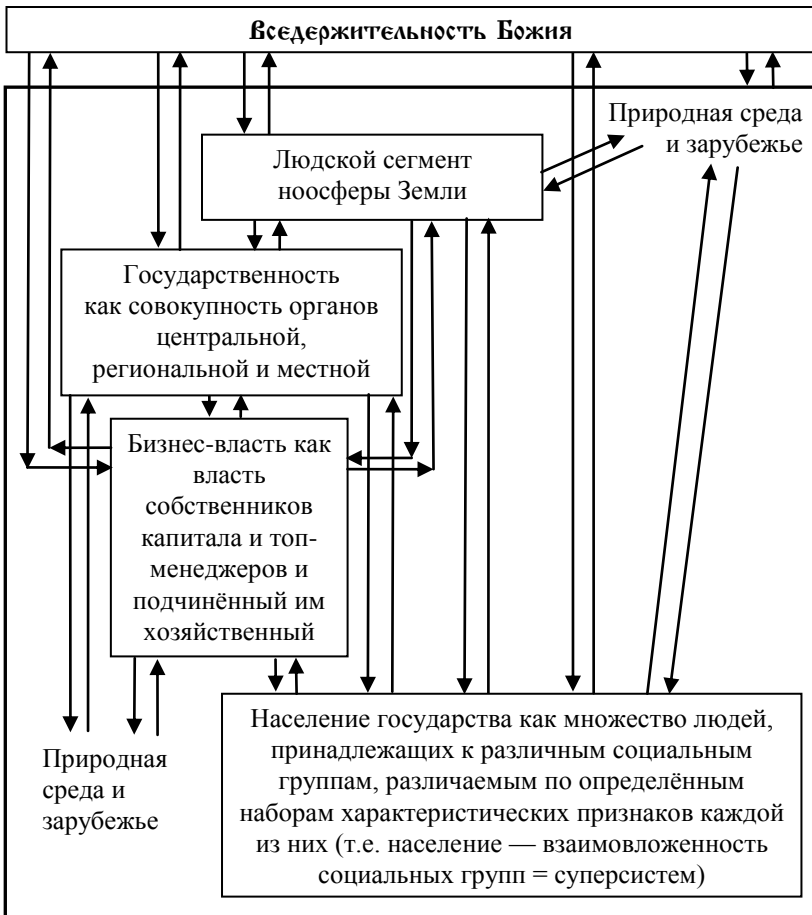 Вседержительность Божия
Природная среда
и зарубежье
Людской сегмент
ноосферы Земли
Государственность
как совокупность органов
центральной,
региональной и местной
Бизнес-власть как
власть
собственников
капитала и топ-
менеджеров и
подчинённый им
хозяйственный
Население государства как множество людей,
принадлежащих к различным социальным
группам, различаемым по определённым
наборам характеристических признаков каждой
из них (т.е. население — взаимовложенность
социальных групп = суперсистем)
Природная
среда и
зарубежье